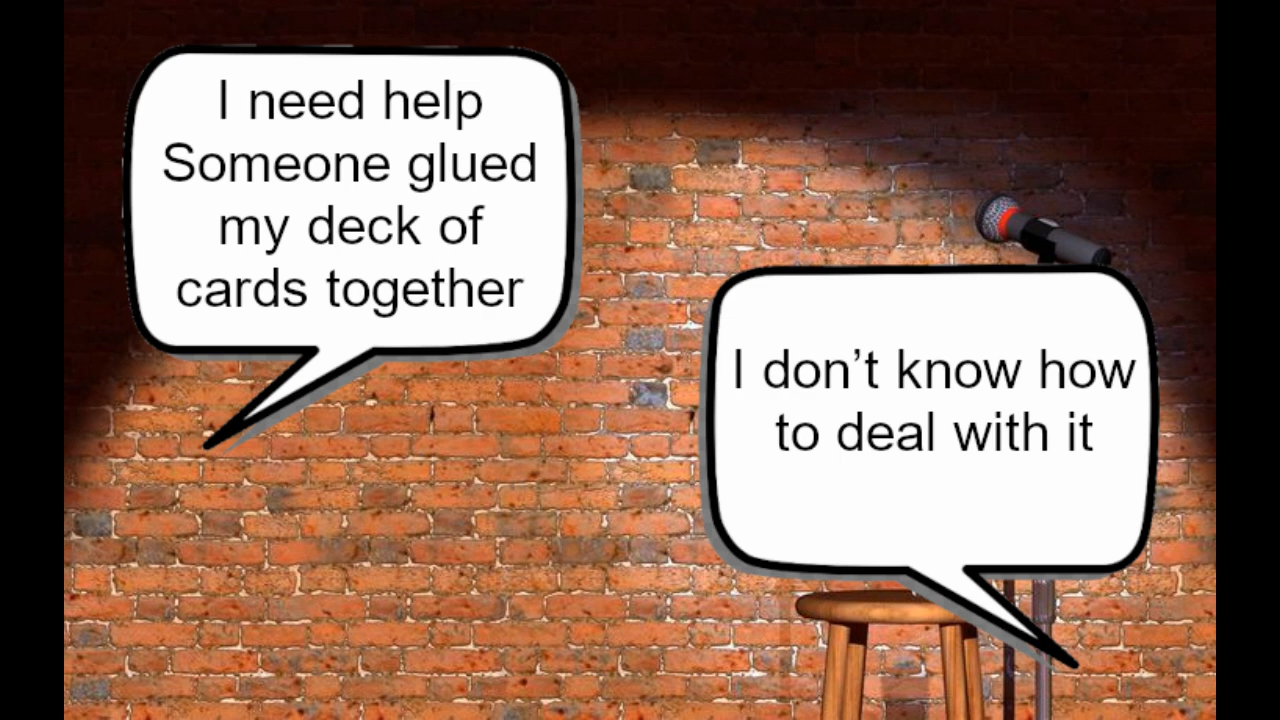 I need help
Someone glued
my deck of
cards together
I don’t know how
to deal with it